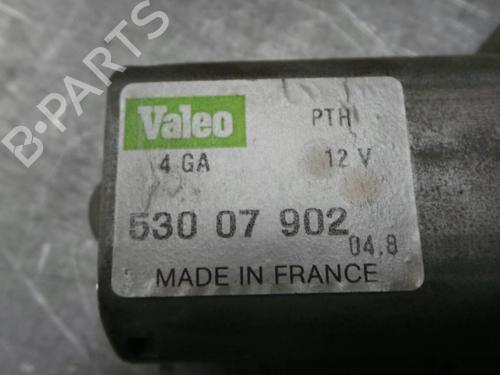 B-PARTS
Valeo
PTH
4 GA
12 V
530 07 902
04.8
MADE IN FRANCE